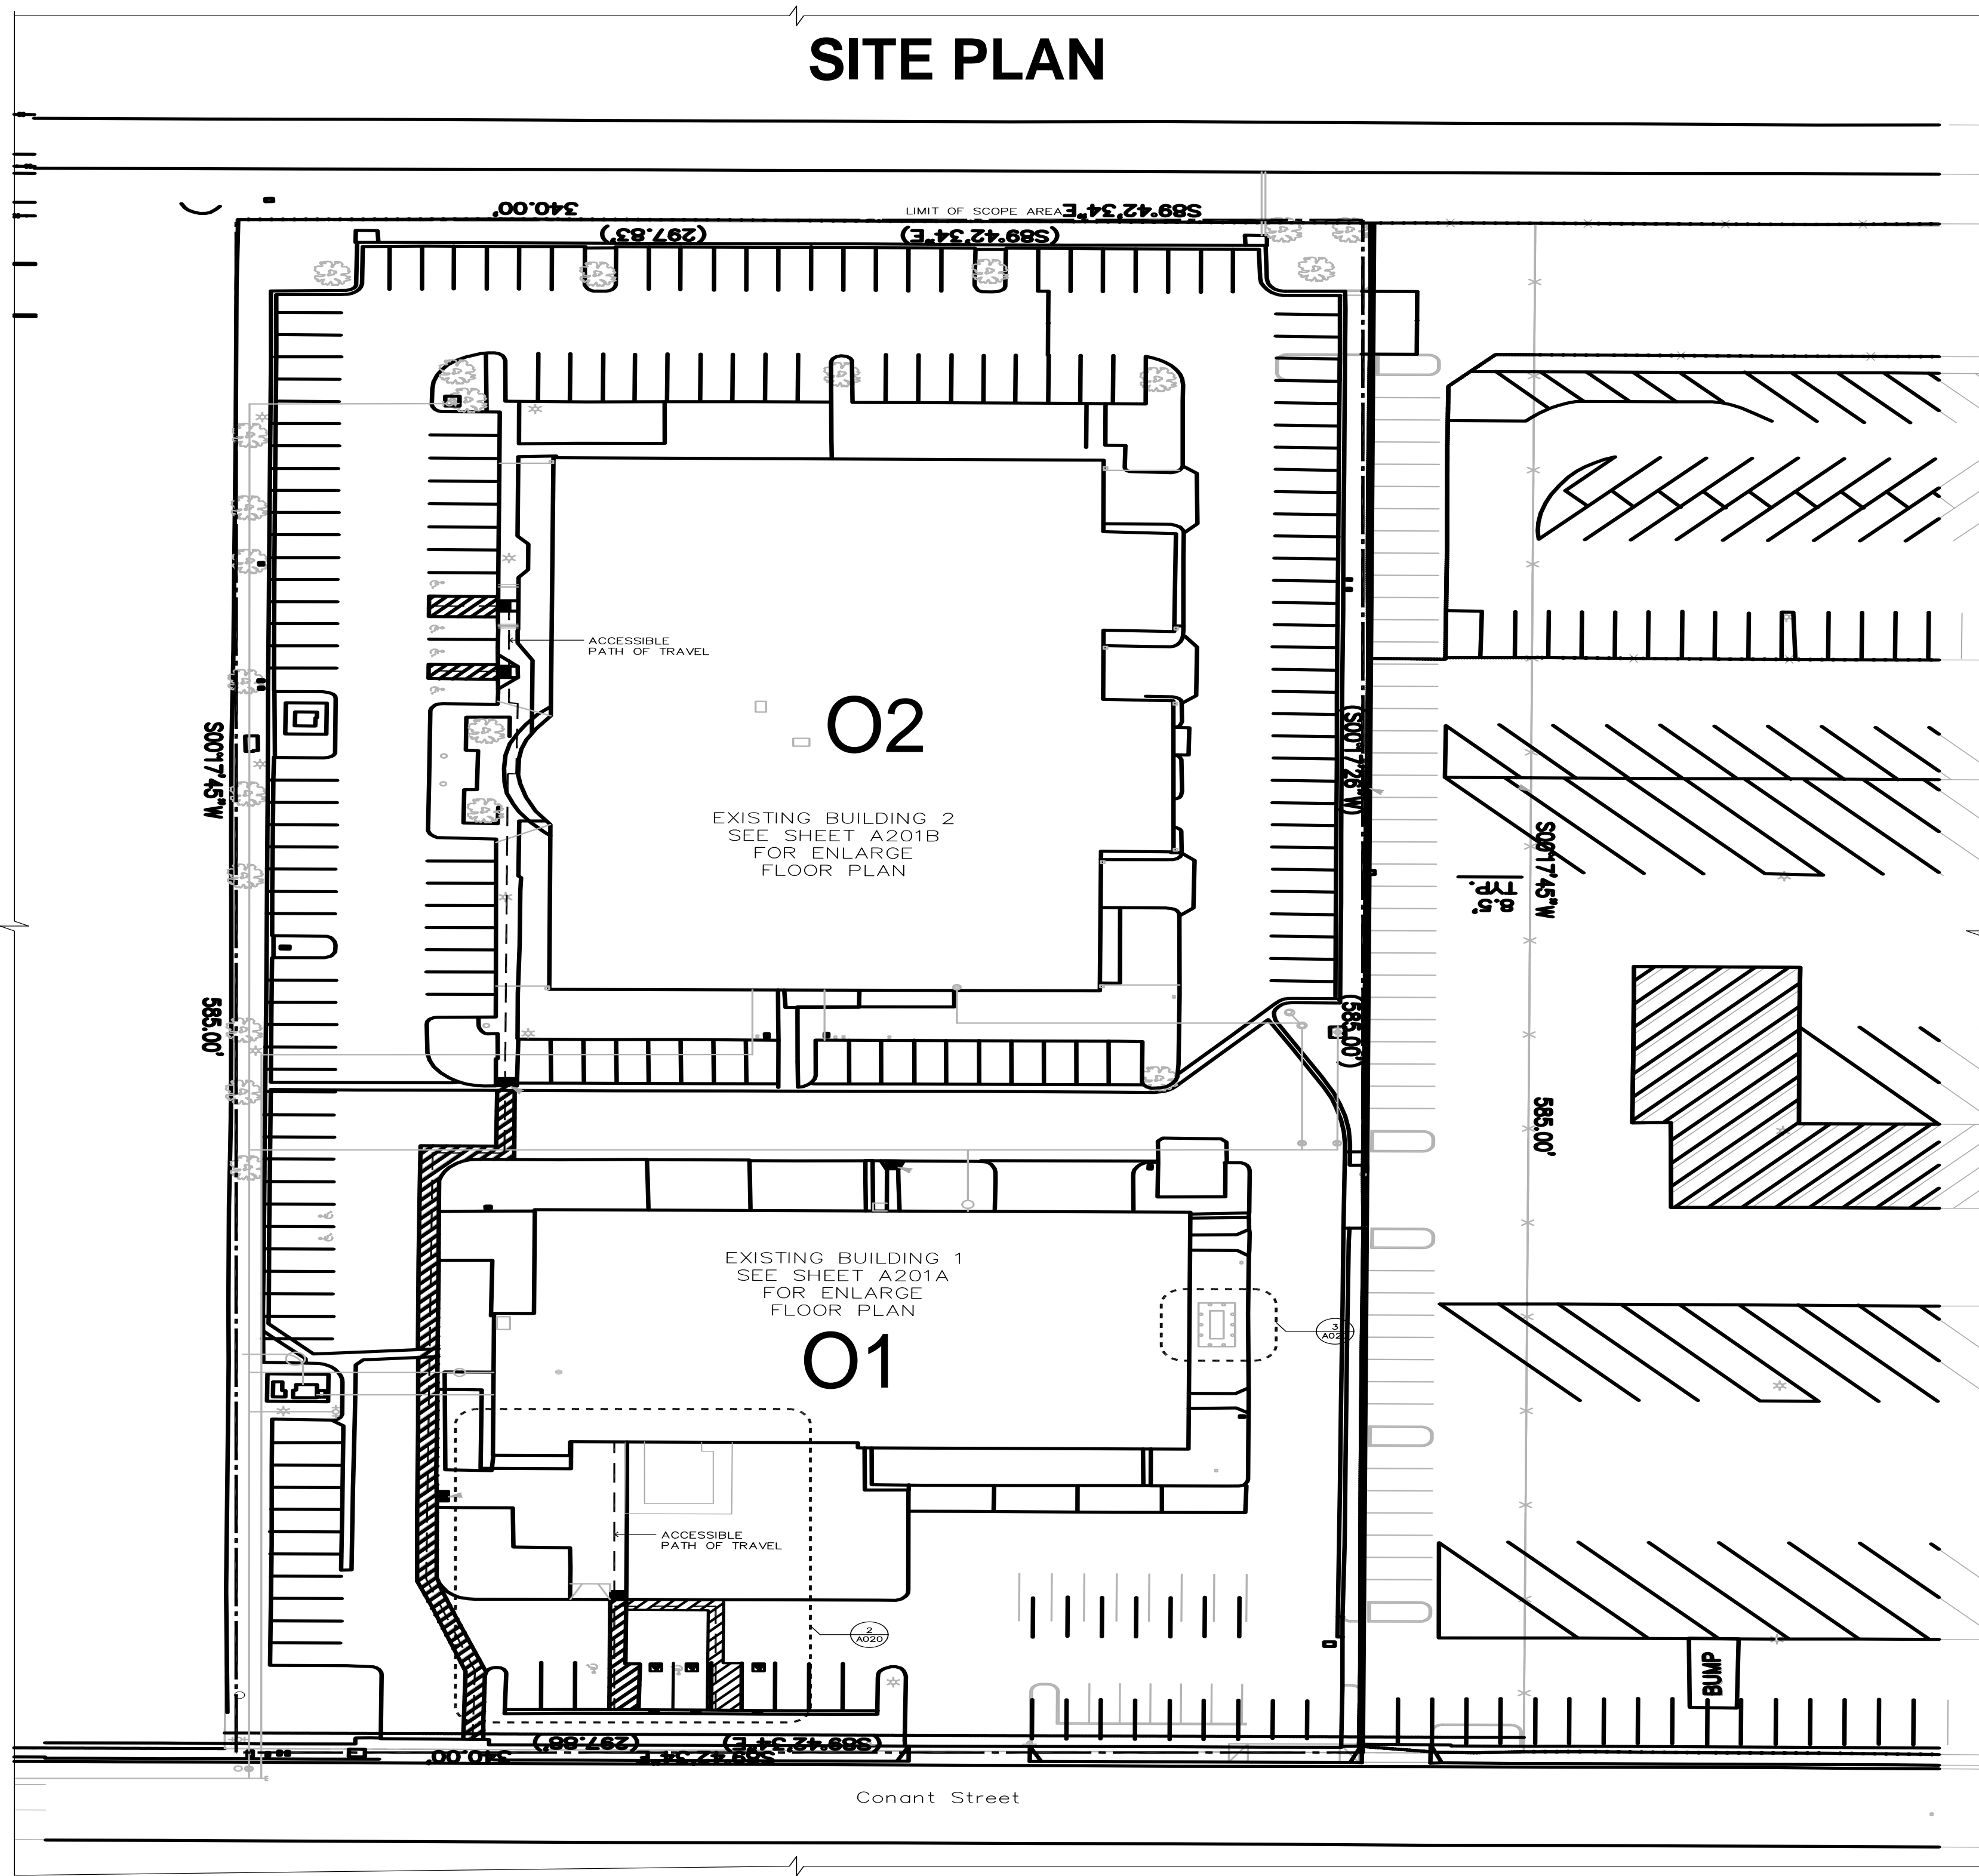 SITE PLAN
340.00'
LIMIT OF SCOPE AREA
S89°42'34"E
(297.83')
(S89°42'34"E)
ACCESSIBLE
PATH OF TRAVEL
O2
S00°17'45"W
(S00°17'26"W)
EXISTING BUILDING 2
SEE SHEET A201B
FOR ENLARGE
FLOOR PLAN
S00°17'45"W
8.5'
TYP.
585.00'
(585.00')
585.00'
EXISTING BUILDING 1
SEE SHEET A201A
FOR ENLARGE
FLOOR PLAN
O1
3
A020
ACCESSIBLE
PATH OF TRAVEL
2
A020
BUMP
(297.88')
(S89°42'34"E)
340.00'
S89°42'34"E
Conant Street